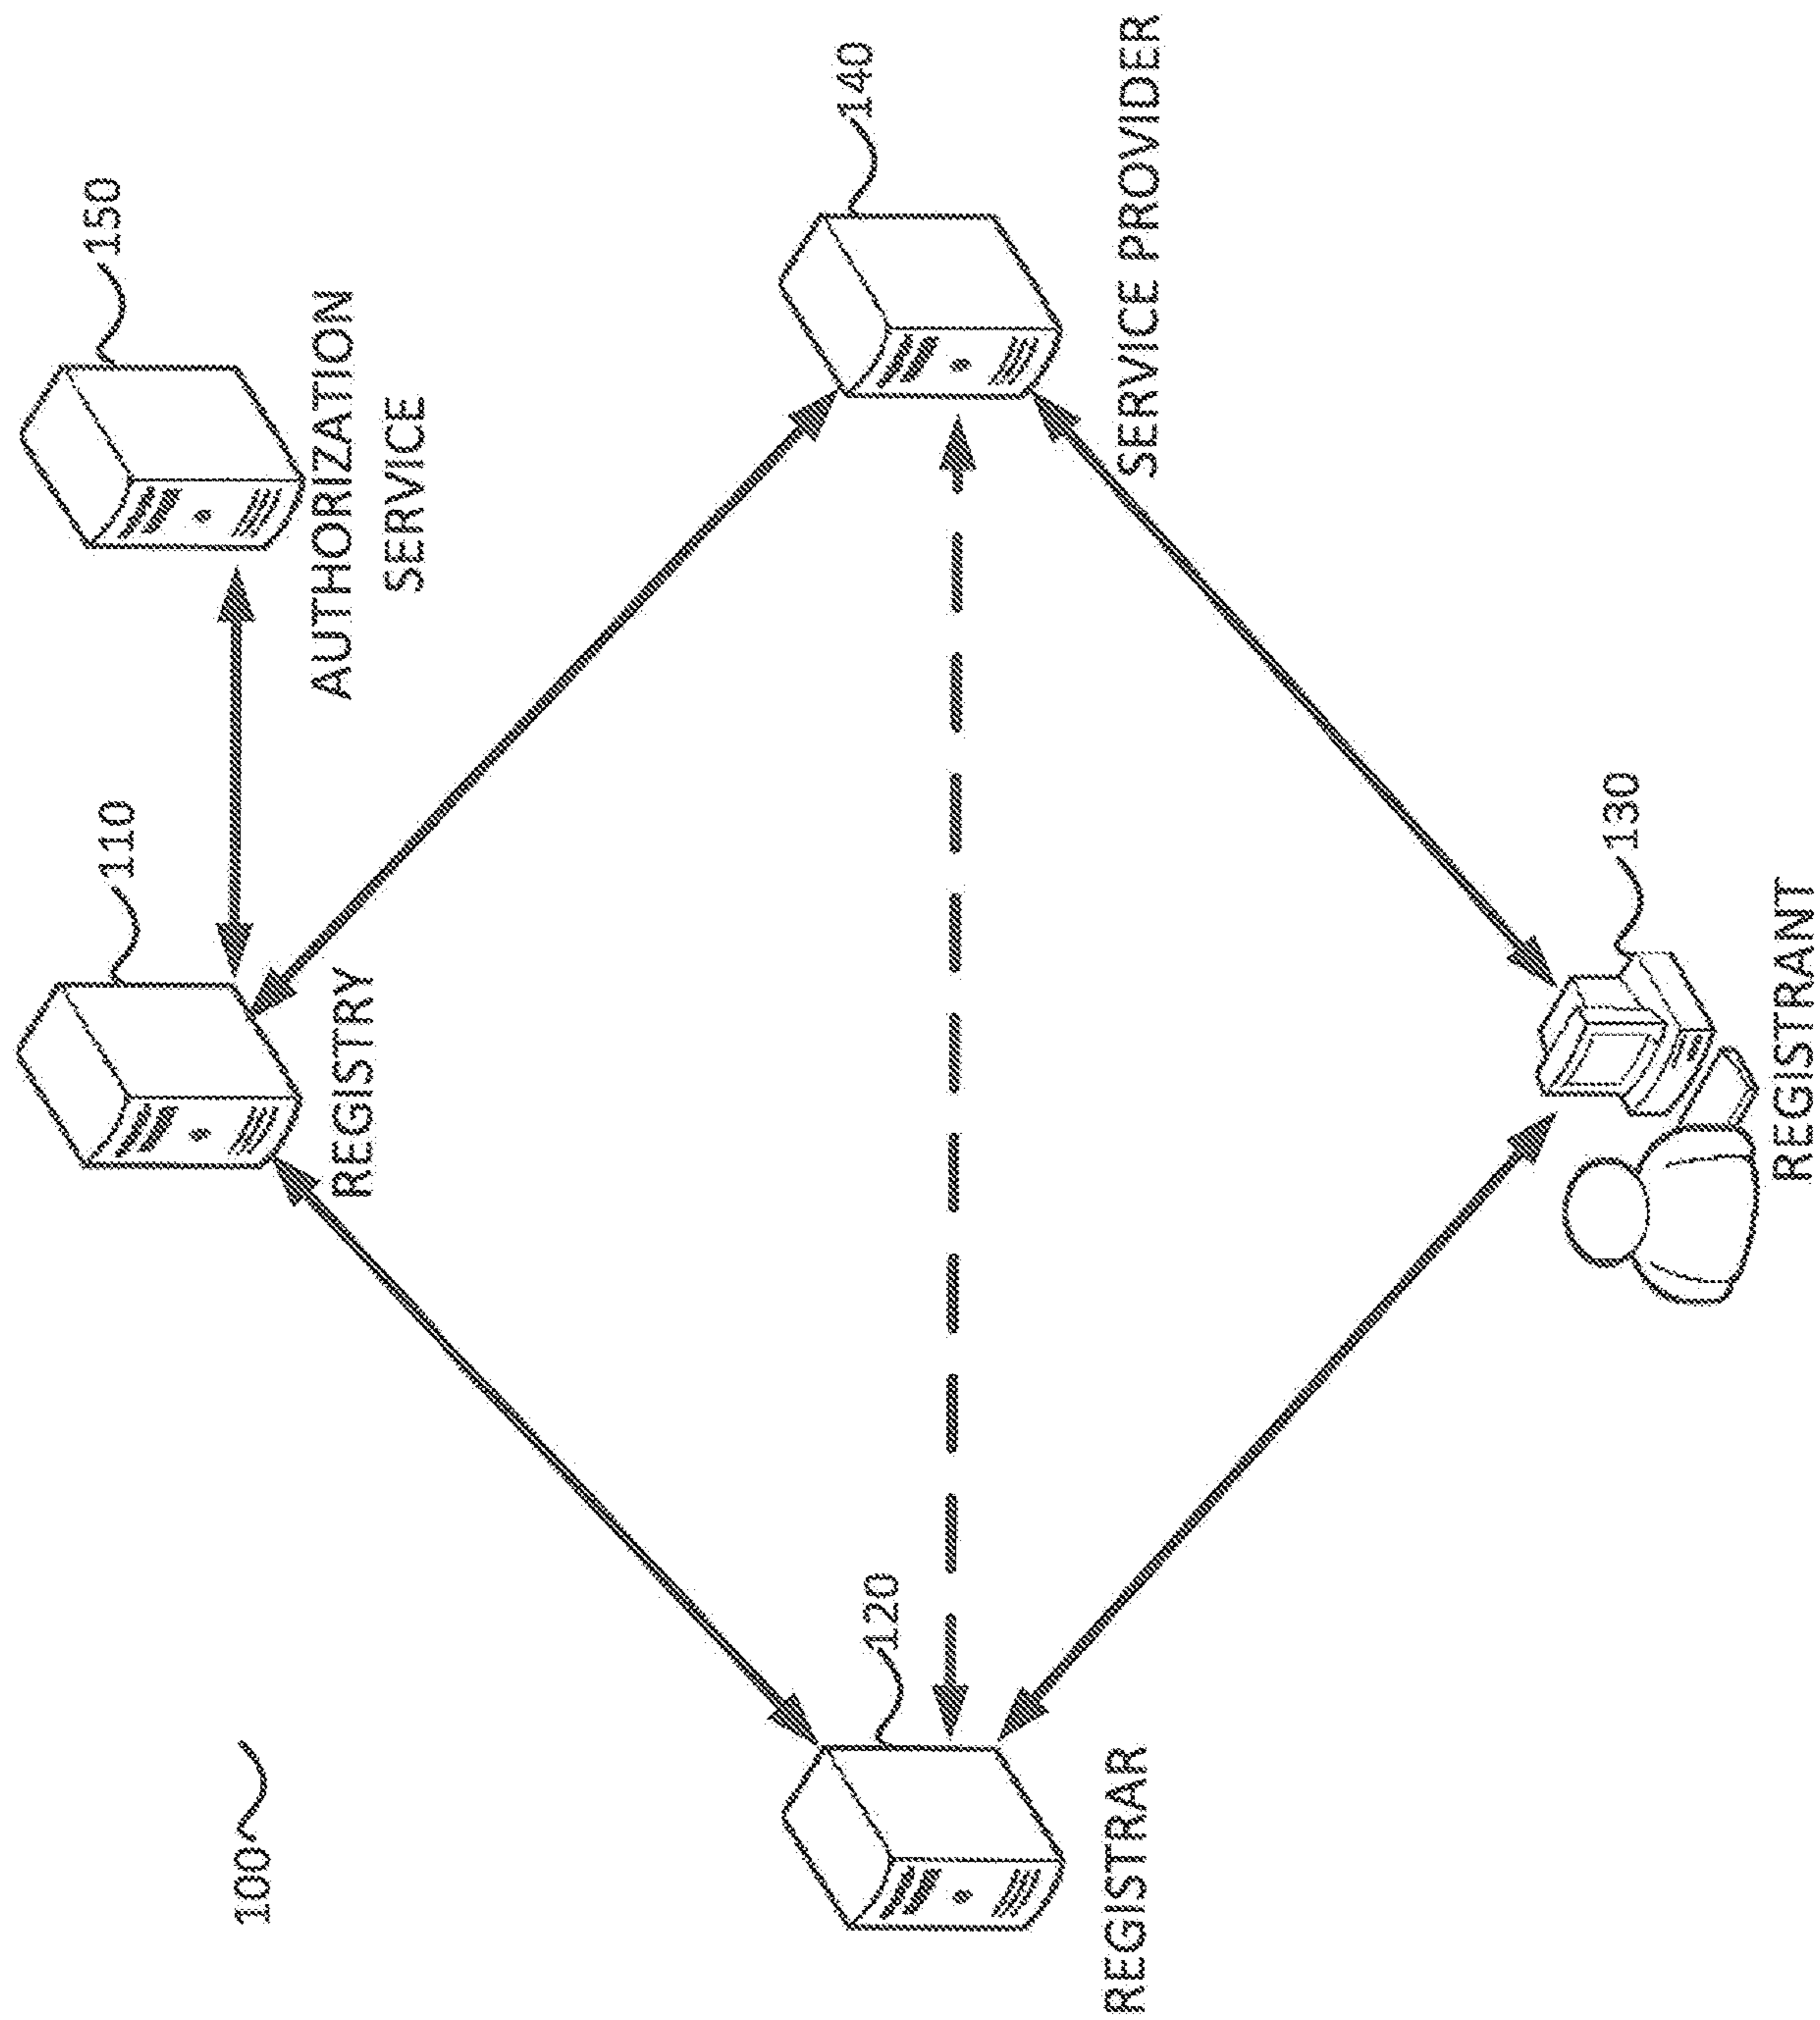 100
110
REGISTRY
150
AUTHORIZATION
SERVICE
120
REGISTRAR
140
SERVICE PROVIDER
130
REGISTRANT